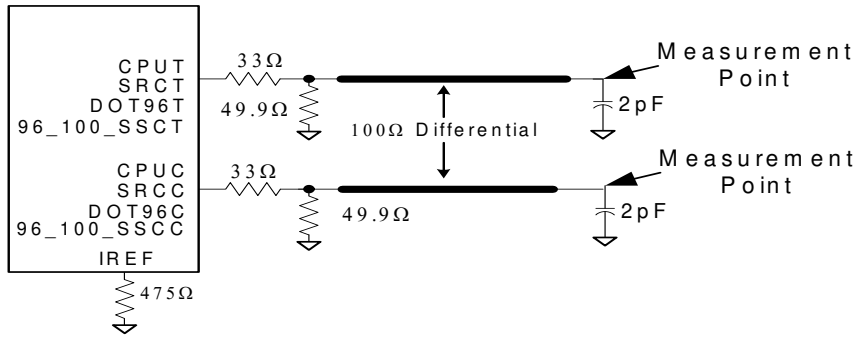 CPUT
SRCT
DOT96T
96_100_SSCT
33Ω
49.9Ω
100Ω Differential
Measurement
Point
2pF
CPUC
SRCC
DOT96C
96_100_SSCC
IREF
33Ω
49.9Ω
Measurement
Point
2pF
475Ω